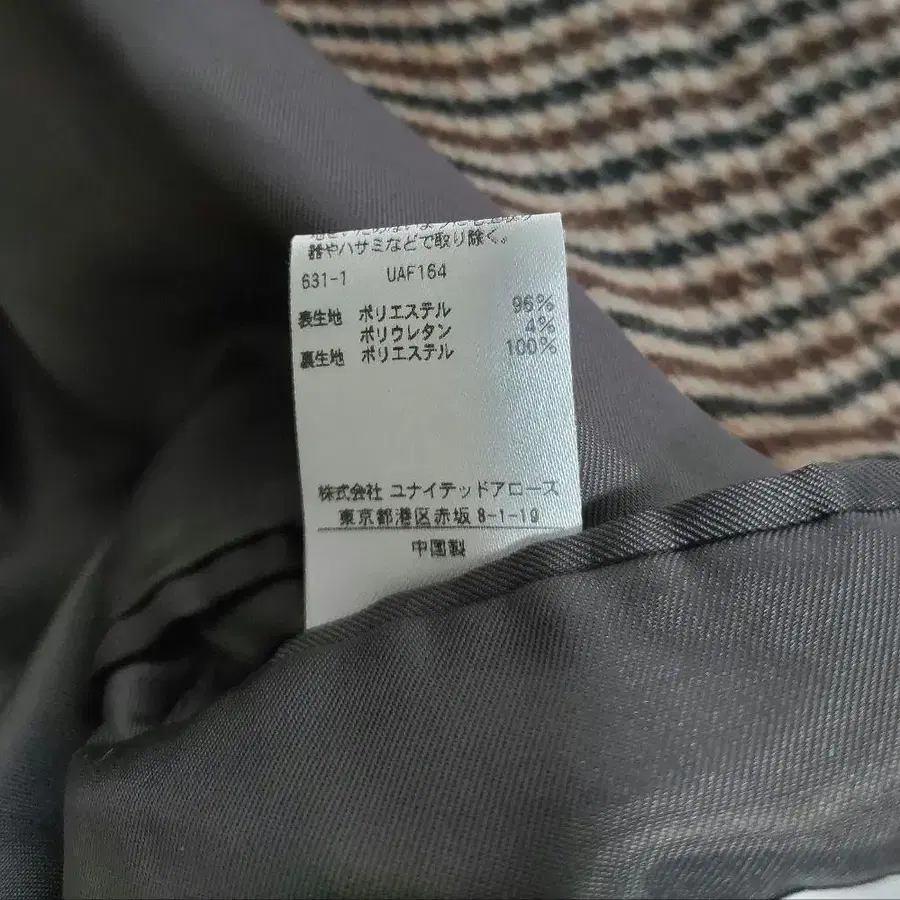 器やハサミなどで取り除く。
631-1 UAF164
表生地 ポリエステル 96%
ポリウレタン 4%
裏生地 ポリエステル 100%
株式会社 ユナイテッドアローズ
東京都港区赤坂 8-1-19
中国製